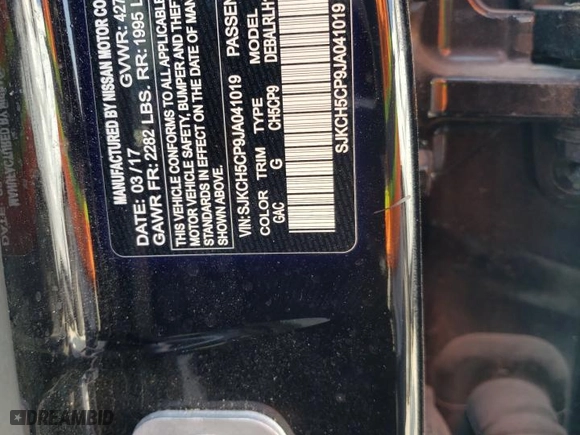 MANUFACTURED BY NISSAN MOTOR CO
DATE: 03/17 GVWR: 427
GAWR FR: 2282 LBS. RR: 1995 L
THIS VEHICLE CONFORMS TO ALL APPLICABLE
MOTOR VEHICLE SAFETY, BUMPER AND THEFT
STANDARDS IN EFFECT ON THE DATE OF MAN
SHOWN ABOVE.
VIN: SJKCH5CP9JA041019 PASSEN
COLOR TRIM TYPE MODEL
GAC G CH5CP9 DEBALRLH
SJKCH5CP9JA041019
DREAMBID